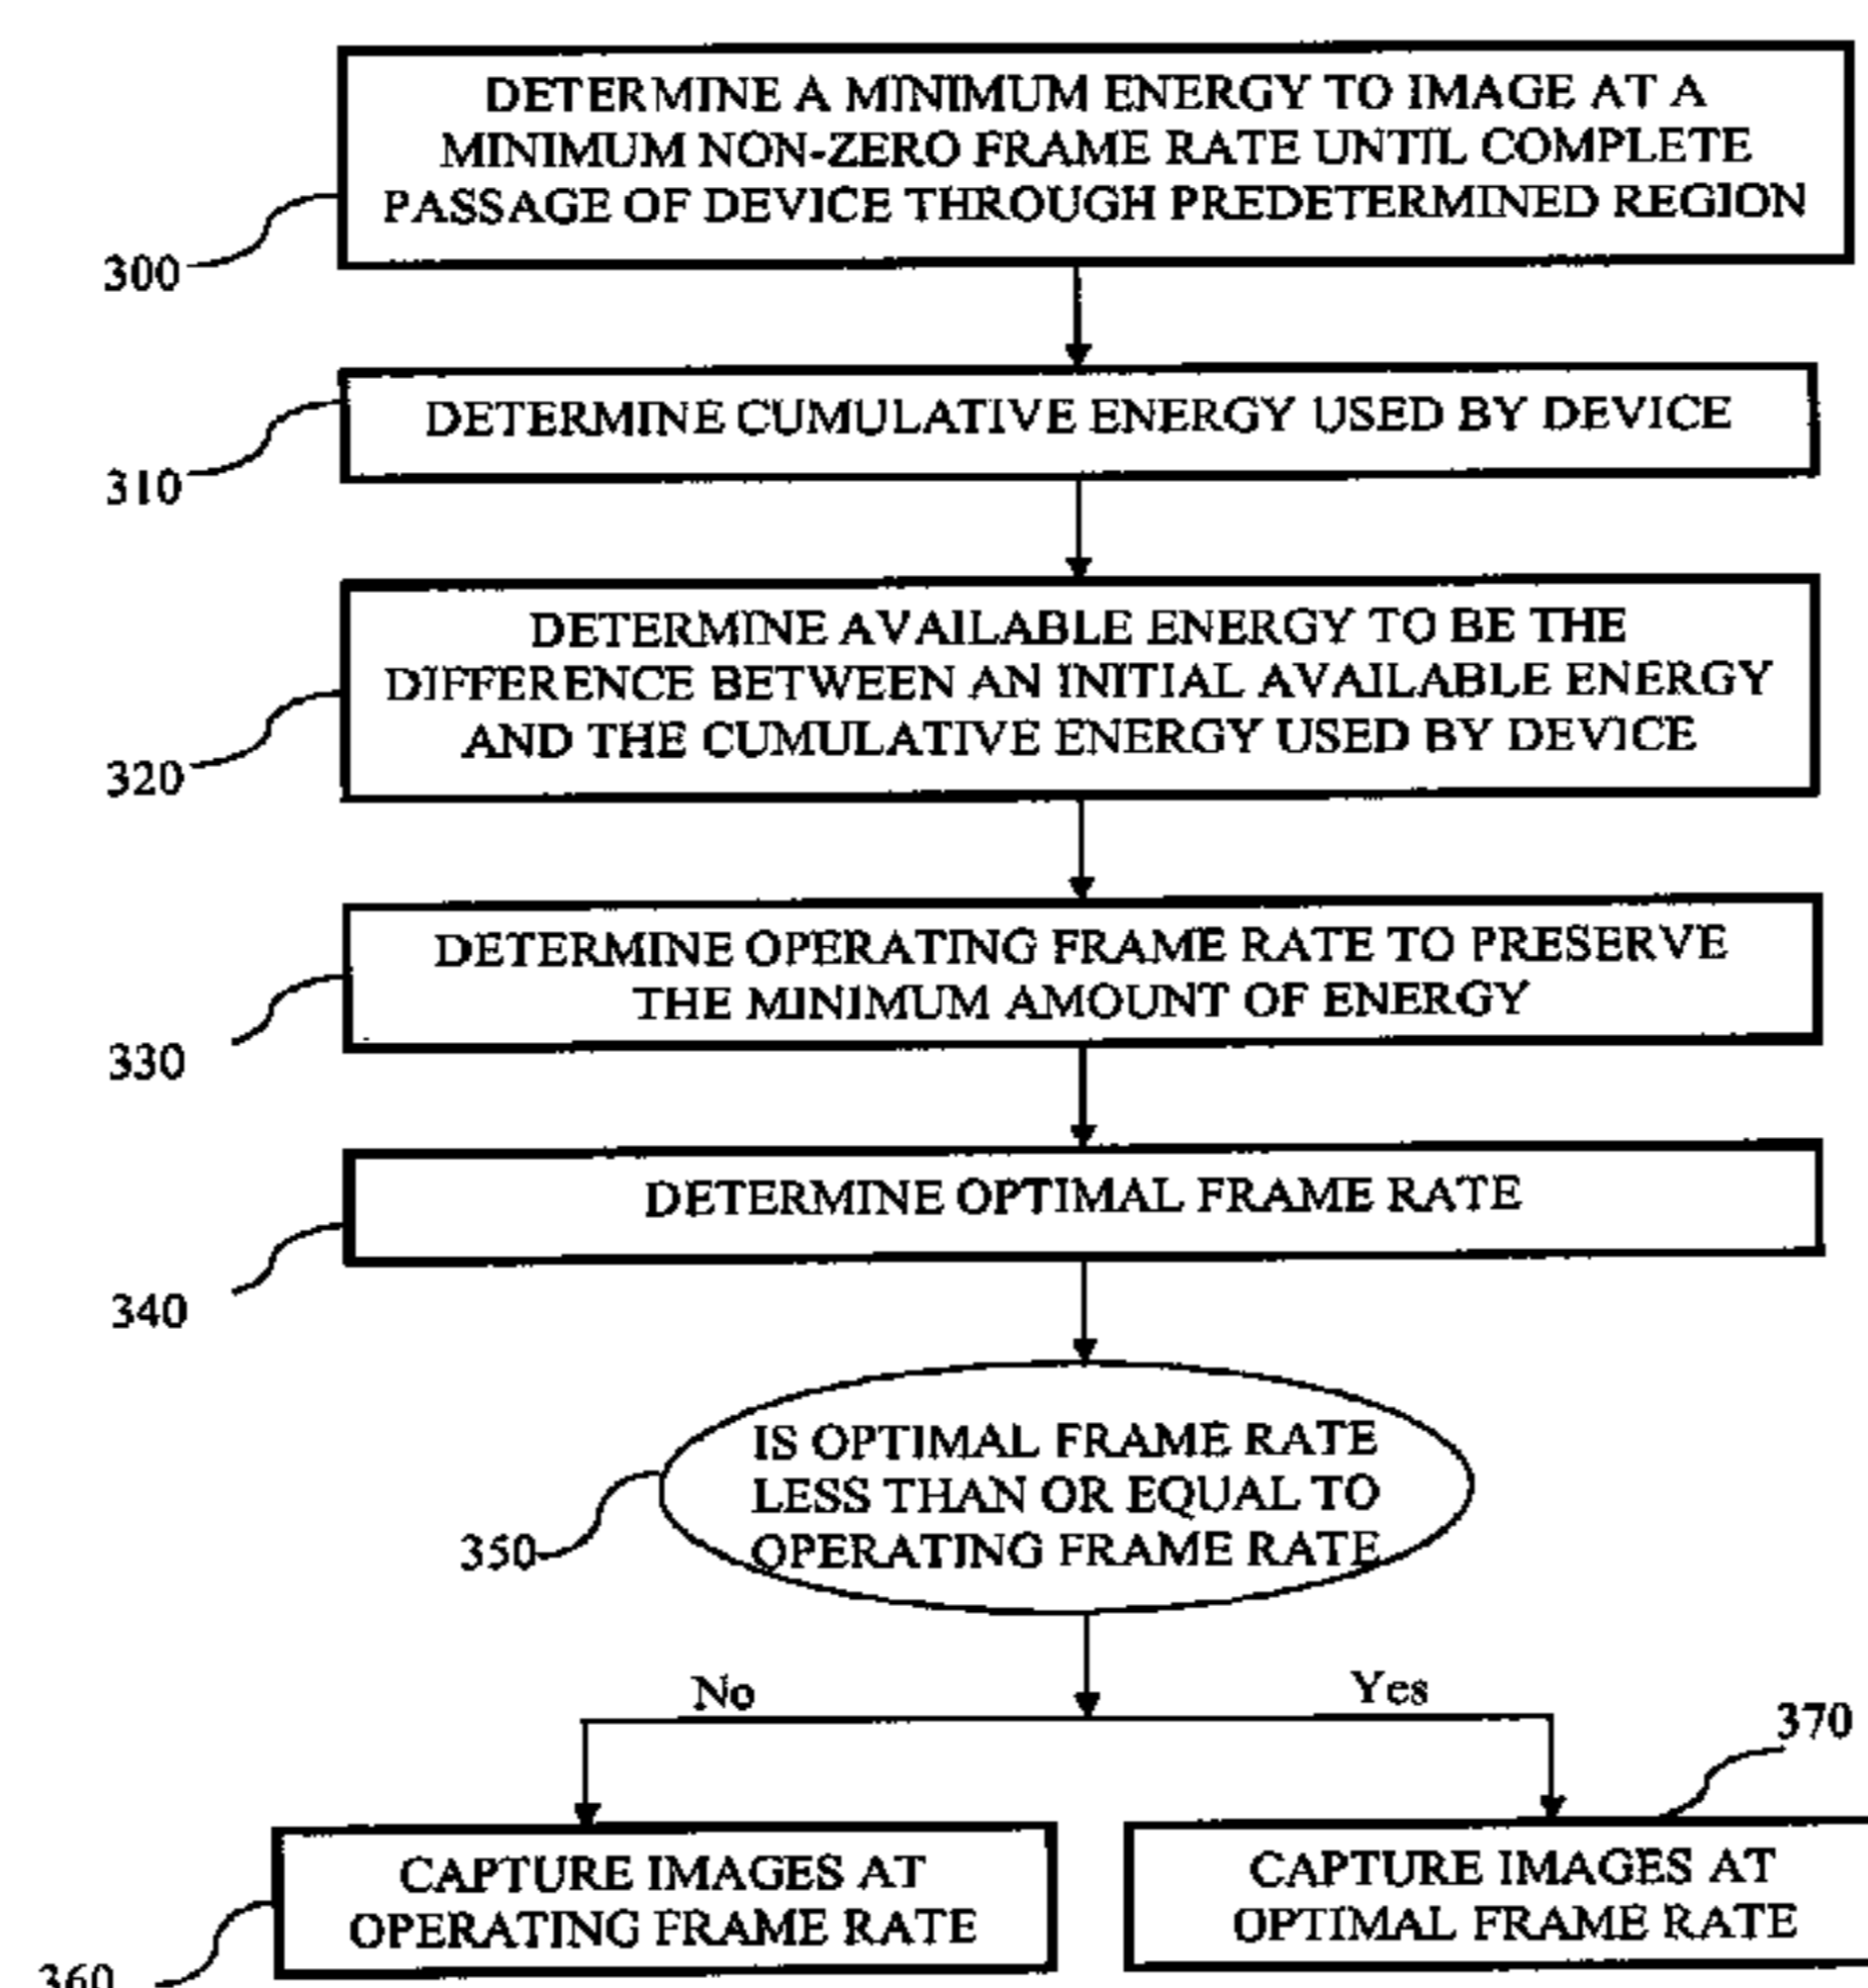 DETERMINE A MINIMUM ENERGY TO IMAGE AT A
MINIMUM NON-ZERO FRAME RATE UNTIL COMPLETE
PASSAGE OF DEVICE THROUGH PREDETERMINED REGION
300
DETERMINE CUMULATIVE ENERGY USED BY DEVICE
310
DETERMINE AVAILABLE ENERGY TO BE THE
DIFFERENCE BETWEEN AN INITIAL AVAILABLE ENERGY
AND THE CUMULATIVE ENERGY USED BY DEVICE
320
DETERMINE OPERATING FRAME RATE TO PRESERVE
THE MINIMUM AMOUNT OF ENERGY
330
DETERMINE OPTIMAL FRAME RATE
340
IS OPTIMAL FRAME RATE
LESS THAN OR EQUAL TO
OPERATING FRAME RATE
350
No
Yes
370
CAPTURE IMAGES AT
OPERATING FRAME RATE
CAPTURE IMAGES AT
OPTIMAL FRAME RATE
360